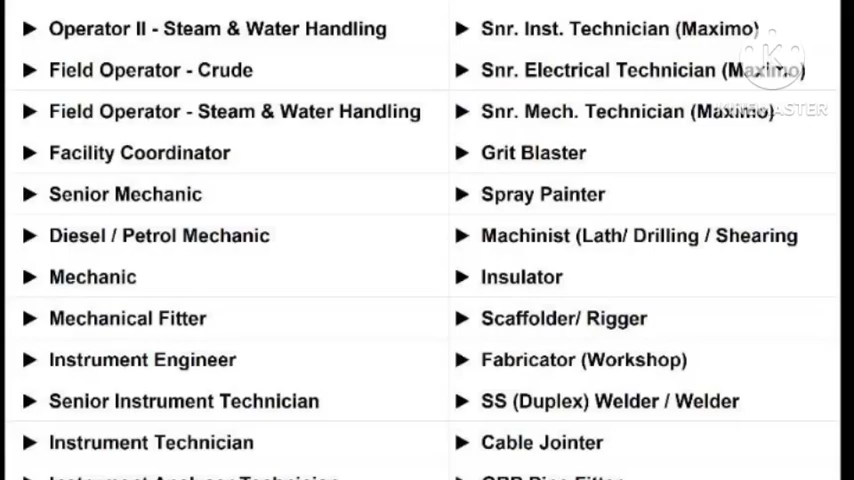 Operator II - Steam & Water Handling
Field Operator - Crude
Field Operator - Steam & Water Handling
Facility Coordinator
Senior Mechanic
Diesel / Petrol Mechanic
Mechanic
Mechanical Fitter
Instrument Engineer
Senior Instrument Technician
Instrument Technician
Snr. Inst. Technician (Maximo)
Snr. Electrical Technician (Maximo)
Snr. Mech. Technician (Maximo)
Grit Blaster
Spray Painter
Machinist (Lath/ Drilling / Shearing
Insulator
Scaffolder/ Rigger
Fabricator (Workshop)
SS (Duplex) Welder / Welder
Cable Jointer